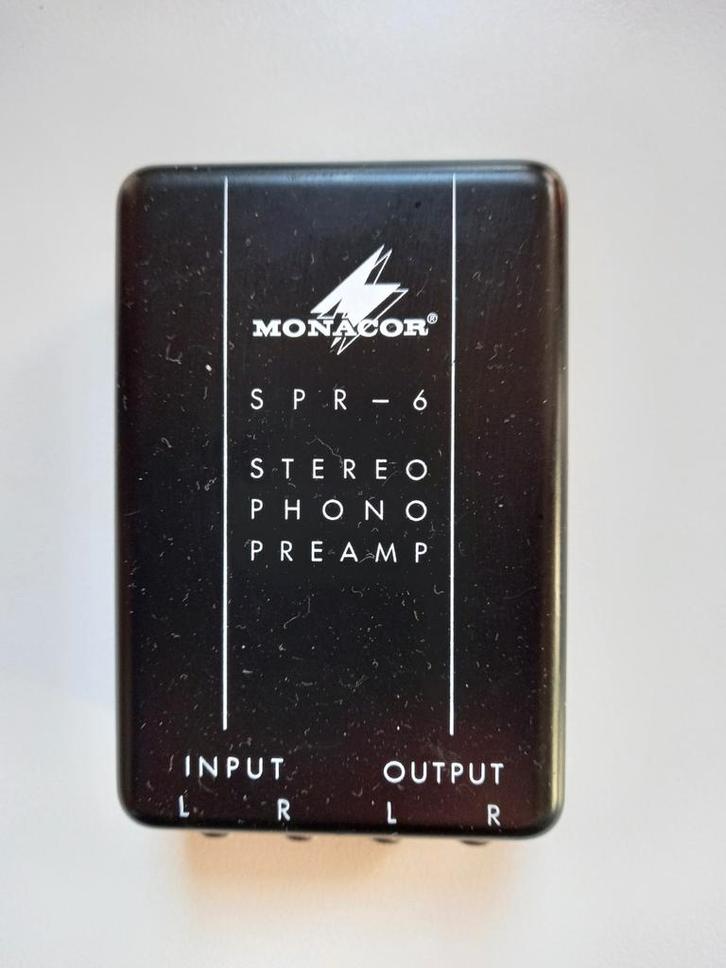 MONACOR®
SPR-6
STEREO
PHONO
PREAMP
INPUT OUTPUT
L R L R